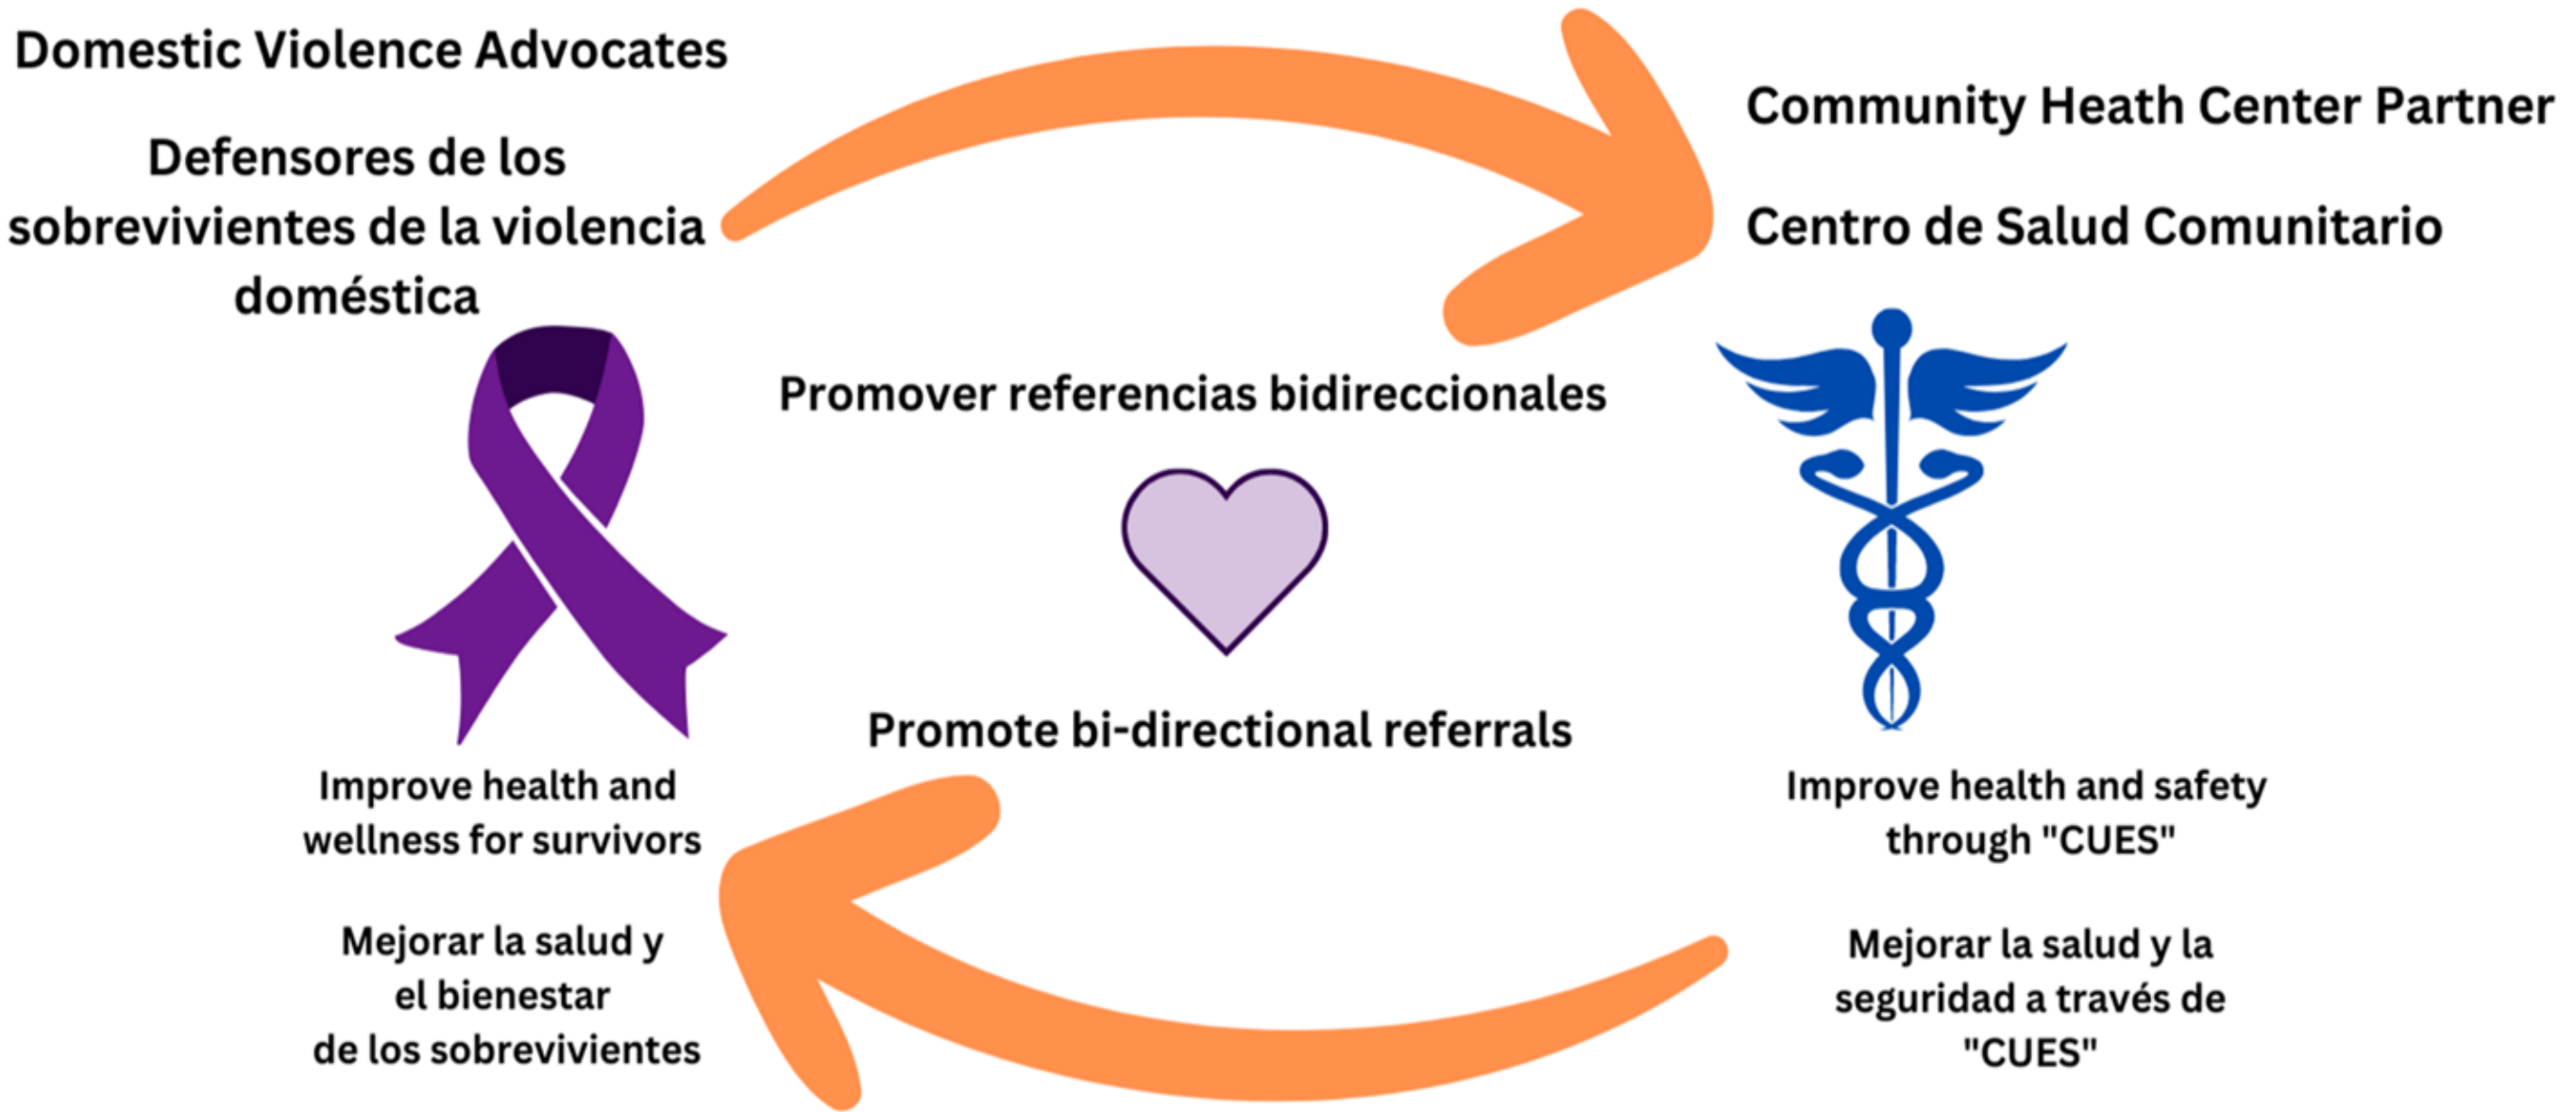 Domestic Violence Advocates
Defensores de los
sobrevivientes de la violencia
doméstica
Community Heath Center Partner
Centro de Salud Comunitario
Promover referencias bidireccionales
Promote bi-directional referrals
Improve health and
wellness for survivors
Mejorar la salud y
el bienestar
de los sobrevivientes
Improve health and safety
through "CUES"
Mejorar la salud y la
seguridad a través de
"CUES"